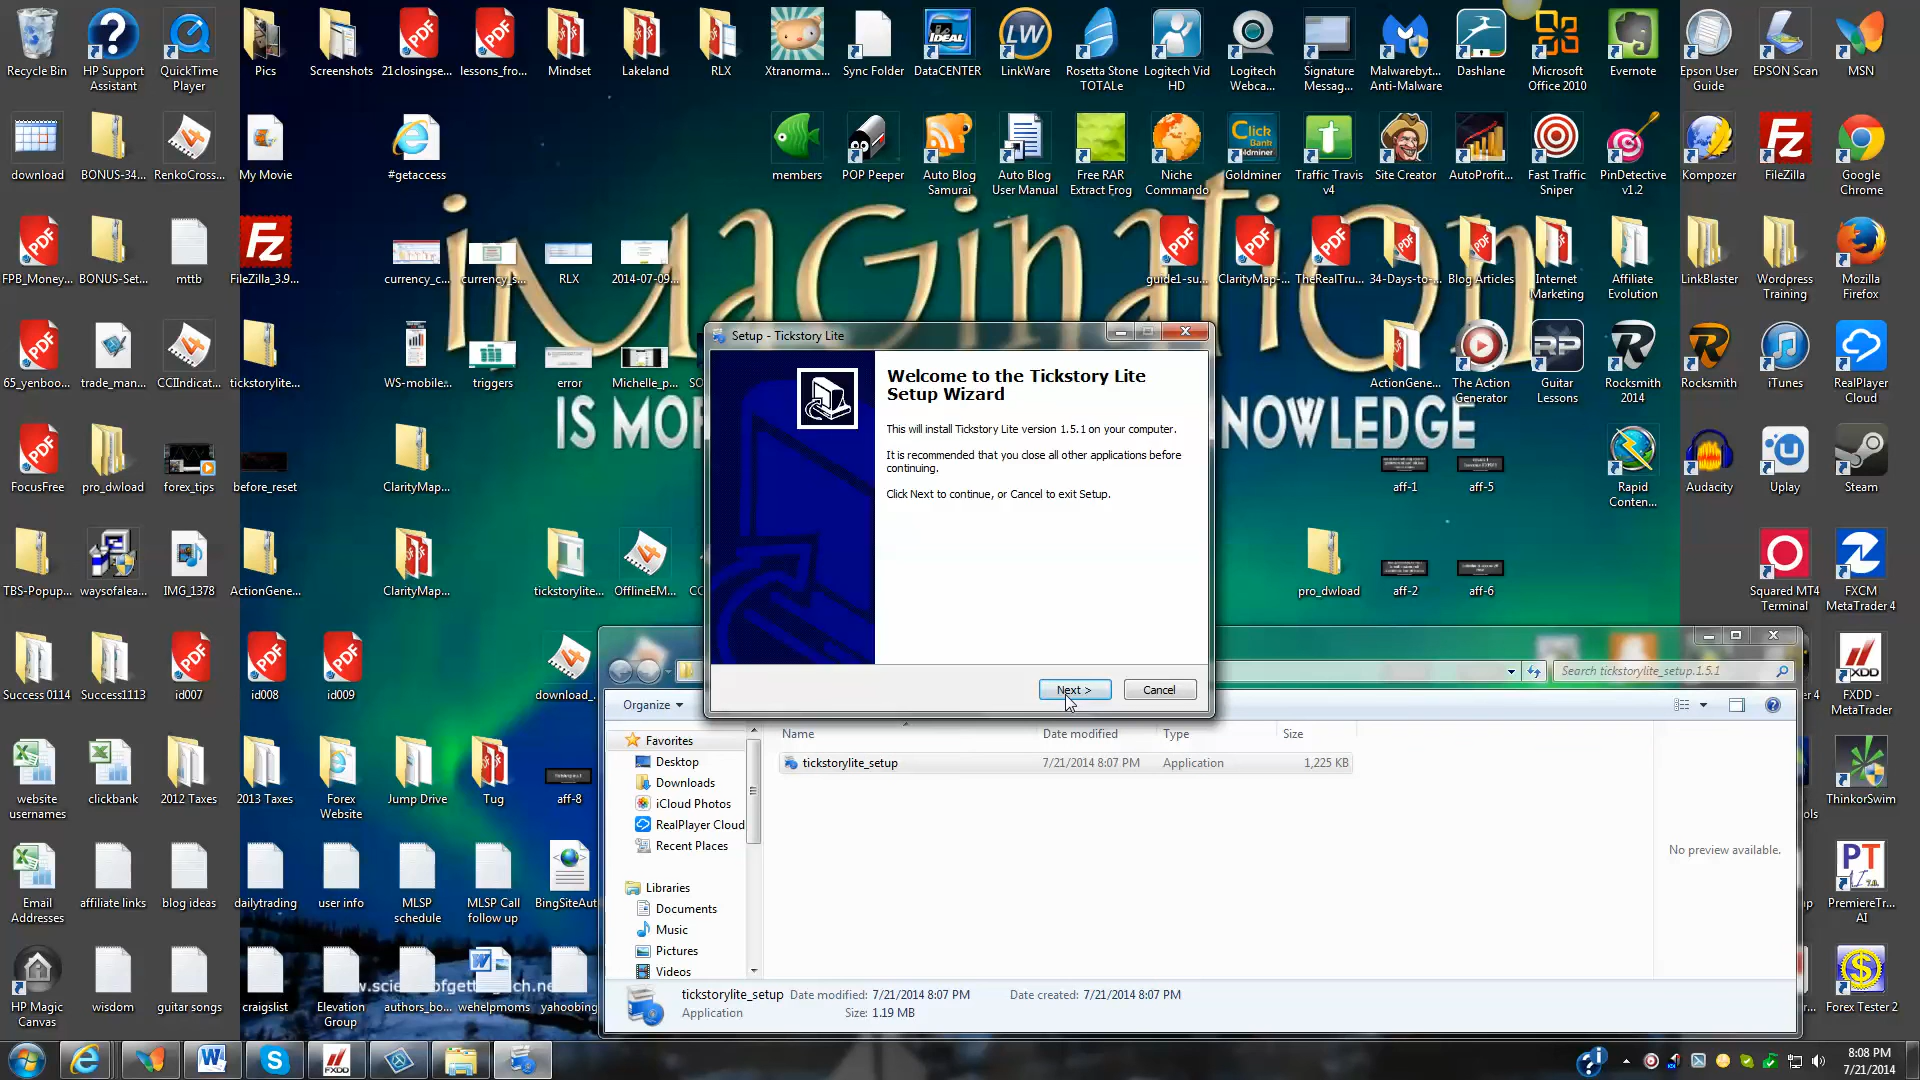 Recycle Bin
HP Support
Assistant
QuickTime
Player
Pics
Screenshots
21closingse...
lessons_fro...
Mindset
Lakeland
RLX
Xtranorma...
Sync Folder
DataCENTER
LinkWare
Rosetta Stone
TOTALe
Logitech Vid
HD
Logitech
Webca...
Signature
Messag...
Malwarebyt...
Anti-Malware
Dashlane
Microsoft
Office 2010
Evernote
Epson User
Guide
EPSON Scan
MSN
download
BONUS-34...
RenkoCross...
My Movie
#getaccess
members
POP Peeper
Auto Blog
Samurai
Auto Blog
User Manual
Free RAR
Extract Frog
Niche
Commando
Goldminer
Traffic Travis
v4
Site Creator
AutoProfit...
Fast Traffic
Sniper
PinDetective
v1.2
Kompozer
FileZilla
Google
Chrome
iMaginatiOn
FPB_Money...
BONUS-Set...
mttb
FileZilla_3.9...
currency_c...
currency_s...
RLX
2014-07-09...
guide1-su...
ClarityMap-...
TheRealTru...
34-Days-to-...
Blog Articles
Internet
Marketing
Affiliate
Evolution
LinkBlaster
Wordpress
Training
Mozilla
Firefox
65_yenboo...
trade_man...
CCIIndicat...
tickstorylite...
WS-mobile...
triggers
error
Michelle_p...
ActionGene...
The Action
Generator
Guitar
Lessons
Rocksmith
2014
Rocksmith
iTunes
RealPlayer
Cloud
IS MOR
NOWLEDGE
FocusFree
pro_dwload
forex_tips
before_reset
ClarityMap...
aff-1
aff-5
Rapid
Conten...
Audacity
Uplay
Steam
TBS-Popup...
waysofalea...
IMG_1378
ActionGene...
ClarityMap...
tickstorylite...
OfflineEM...
pro_dwload
aff-2
aff-6
Squared MT4
Terminal
FXCM
MetaTrader 4
Success 0114
Success1113
id007
id008
id009
download_...
FXDD -
MetaTrader
website
usernames
clickbank
2012 Taxes
2013 Taxes
Forex
Website
Jump Drive
Tug
aff-8
ThinkorSwim
Email
Addresses
affiliate links
blog ideas
dailytrading
user info
MLSP
schedule
MLSP Call
follow up
BingSiteAut
PremiereTr...
AI
HP Magic
Canvas
wisdom
guitar songs
craigslist
Elevation
Group
authors_bo...
wehelpmoms
yahoobing
Forex Tester 2
Setup - Tickstory Lite
Welcome to the Tickstory Lite
Setup Wizard
This will install Tickstory Lite version 1.5.1 on your computer.
It is recommended that you close all other applications before
continuing.
Click Next to continue, or Cancel to exit Setup.
Next >
Cancel
Search tickstorylite_setup.1.5.1
Organize
Name
Date modified
Type
Size
tickstorylite_setup
7/21/2014 8:07 PM
Application
1,225 KB
Favorites
Desktop
Downloads
iCloud Photos
RealPlayer Cloud
Recent Places
Libraries
Documents
Music
Pictures
Videos
No preview available.
tickstorylite_setup Date modified: 7/21/2014 8:07 PM Date created: 7/21/2014 8:07 PM
Application Size: 1.19 MB
8:08 PM
7/21/2014